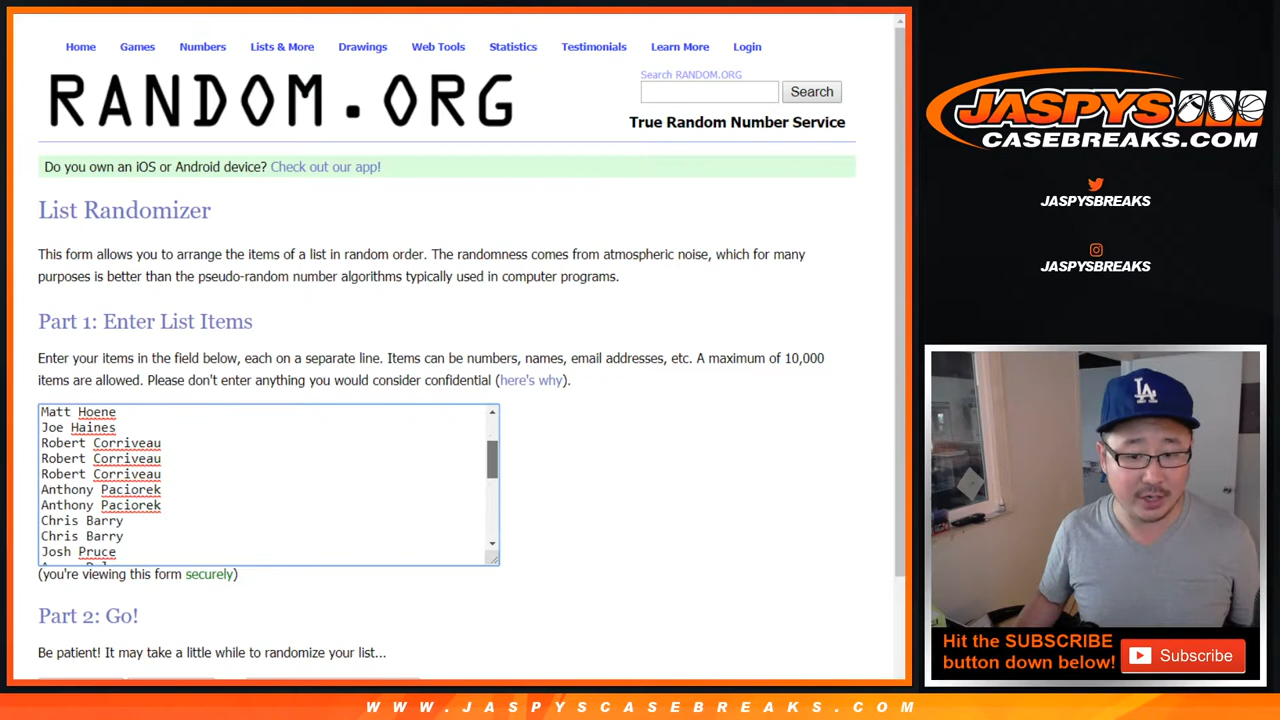 Home Games Numbers Lists & More Drawings Web Tools Statistics Testimonials Learn More Login
RANDOM.ORG
Search RANDOM.ORG
Search
True Random Number Service
Do you own an iOS or Android device? Check out our app!
List Randomizer
This form allows you to arrange the items of a list in random order. The randomness comes from atmospheric noise, which for many
purposes is better than the pseudo-random number algorithms typically used in computer programs.
Part 1: Enter List Items
Enter your items in the field below, each on a separate line. Items can be numbers, names, email addresses, etc. A maximum of 10,000
items are allowed. Please don't enter anything you would consider confidential (here's why).
Matt Hoene
Joe Haines
Robert Corriveau
Robert Corriveau
Robert Corriveau
Anthony Paciorek
Anthony Paciorek
Chris Barry
Chris Barry
Josh Pruce
(you're viewing this form securely)
Part 2: Go!
Be patient! It may take a little while to randomize your list...
JASPYS
CASEBREAKS.COM
JASPYSBREAKS
JASPYSBREAKS
LA
Hit the SUBSCRIBE
button down below!
Subscribe
WWW.JASPYSCASEBREAKS.COM